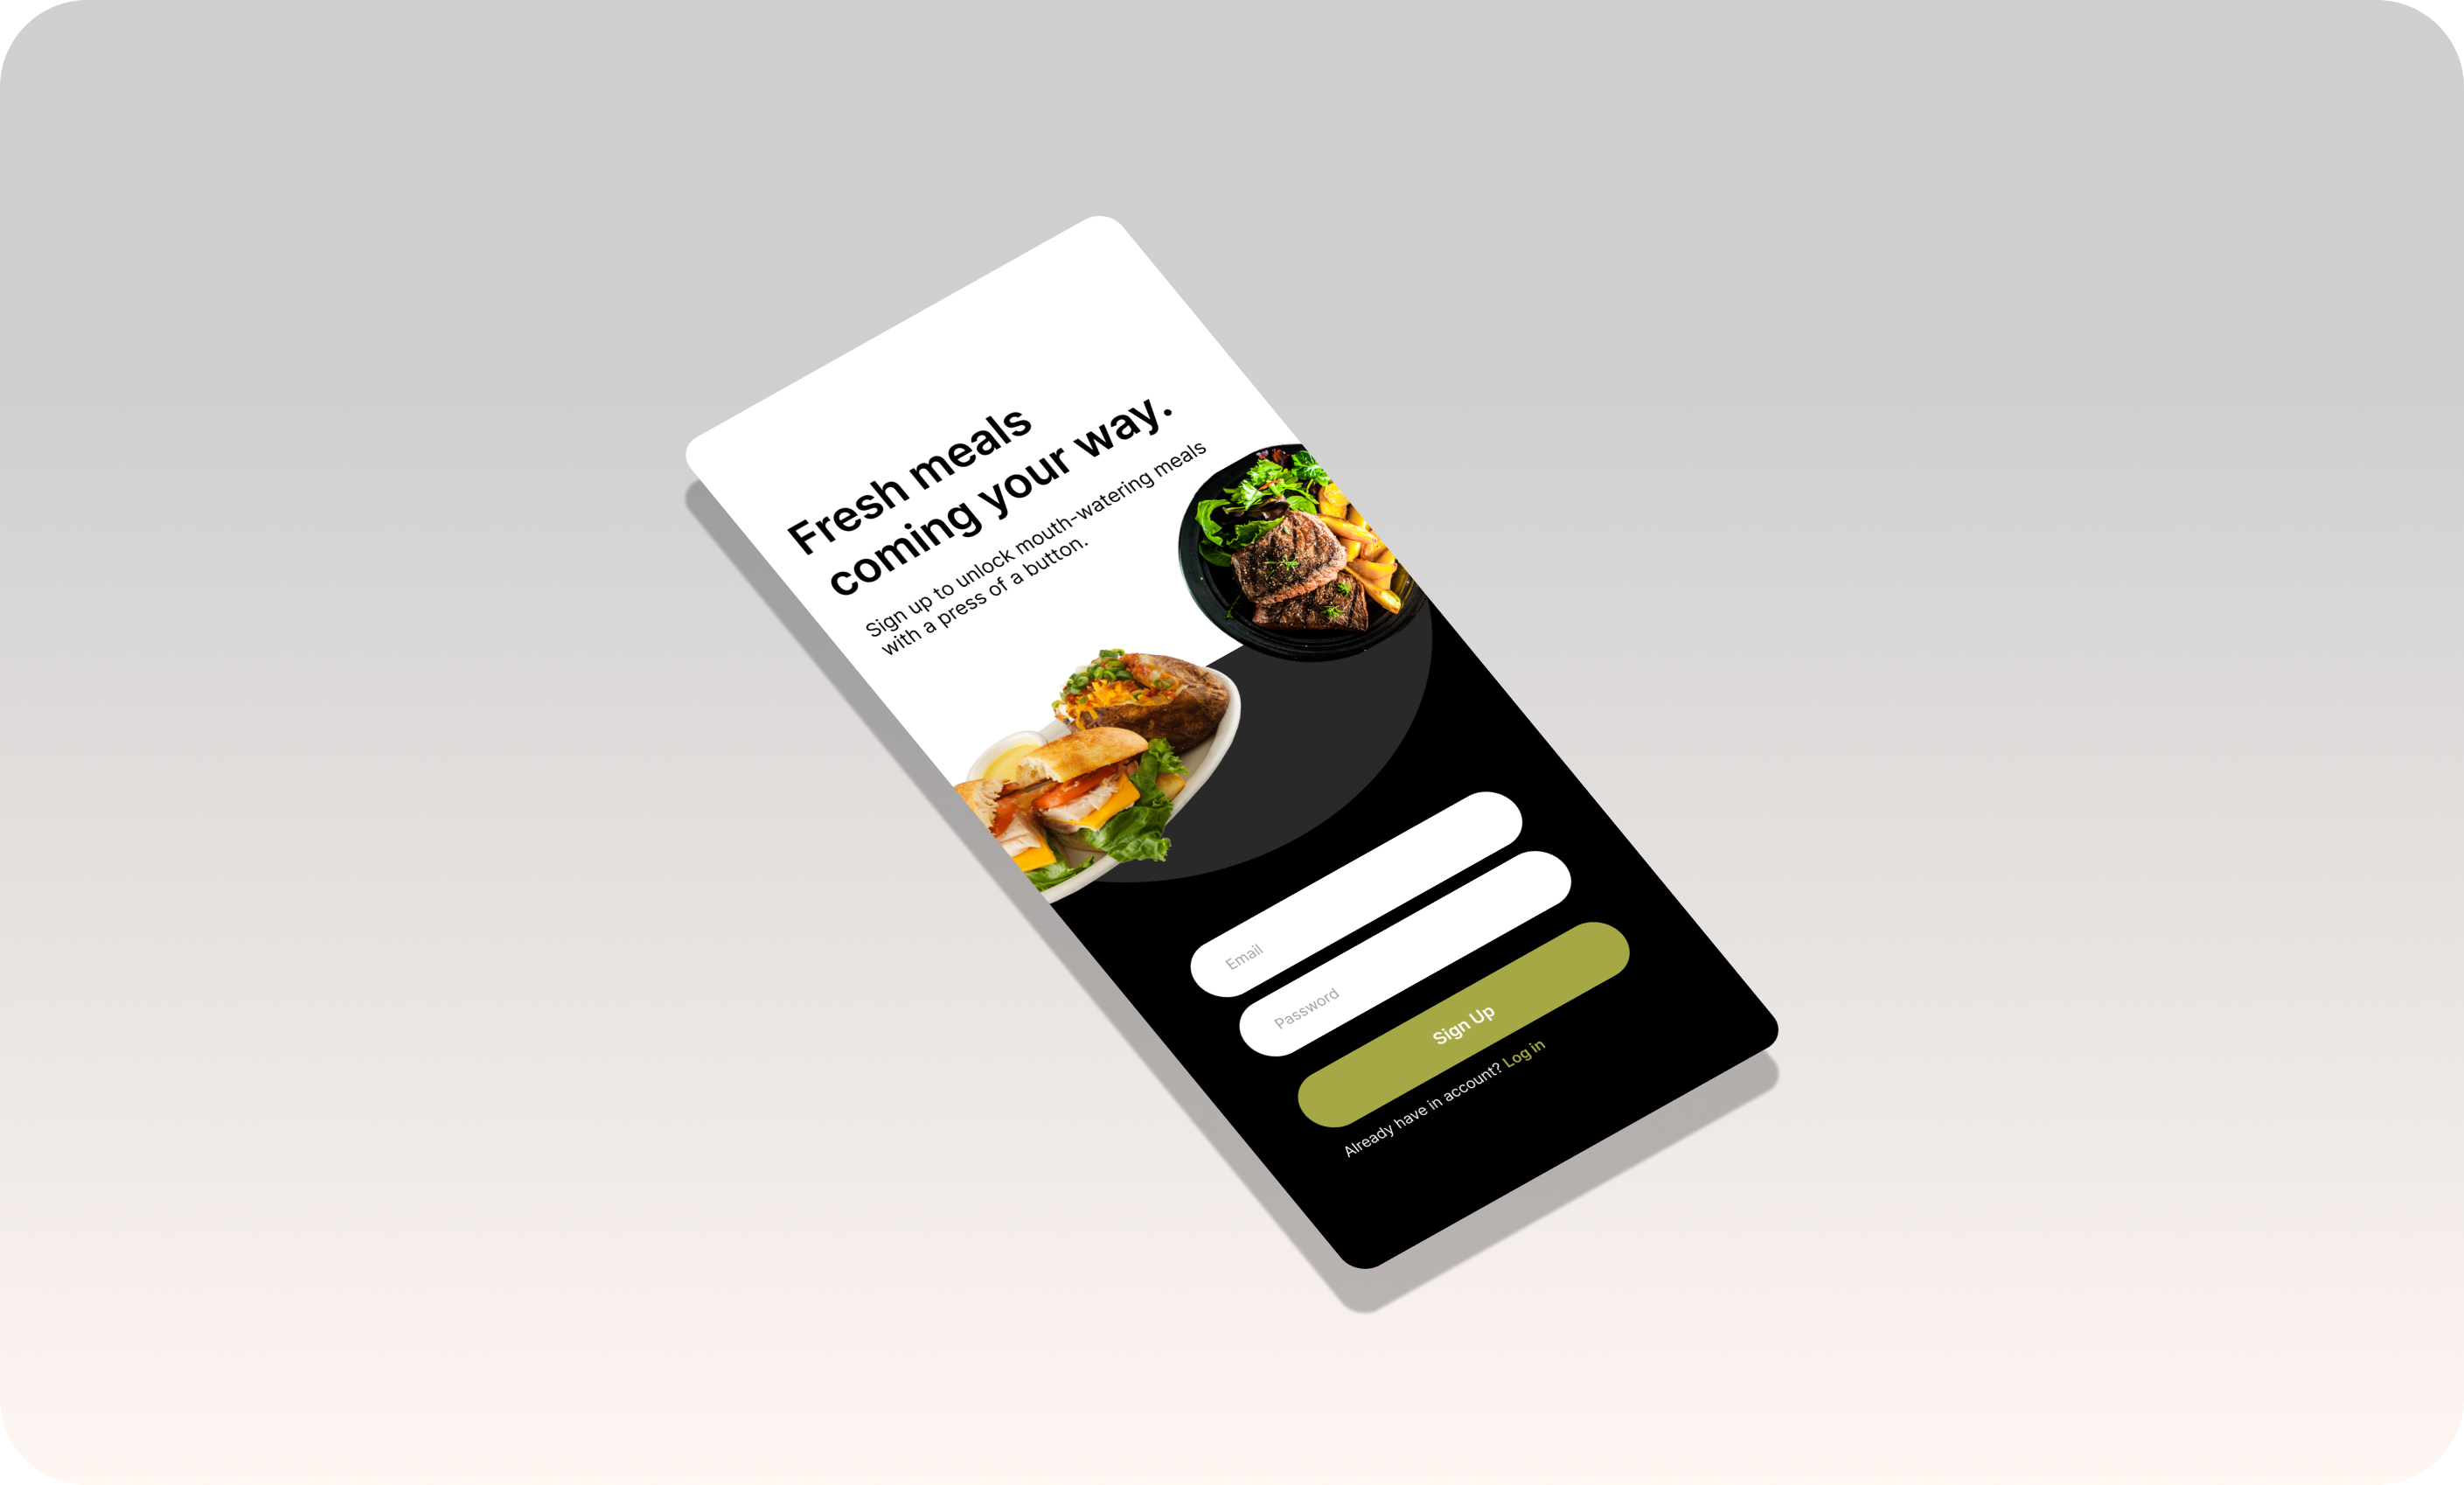 Fresh meals
coming your way.
Sign up to unlock mouth-watering meals
with a press of a button.
Email
Password
Sign Up
Already have in account? Log in